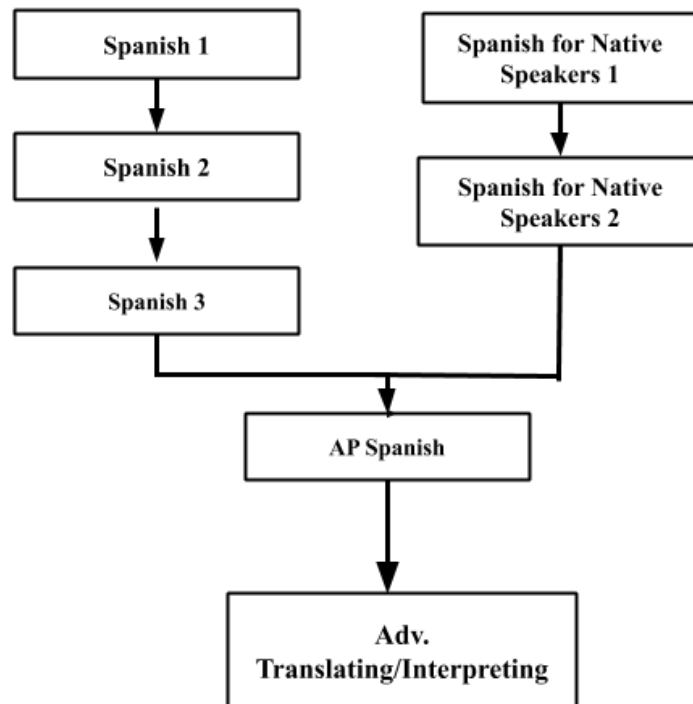 Spanish 1
Spanish 2
Spanish 3
Spanish for Native
Speakers 1
Spanish for Native
Speakers 2
AP Spanish
Adv.
Translating/Interpreting